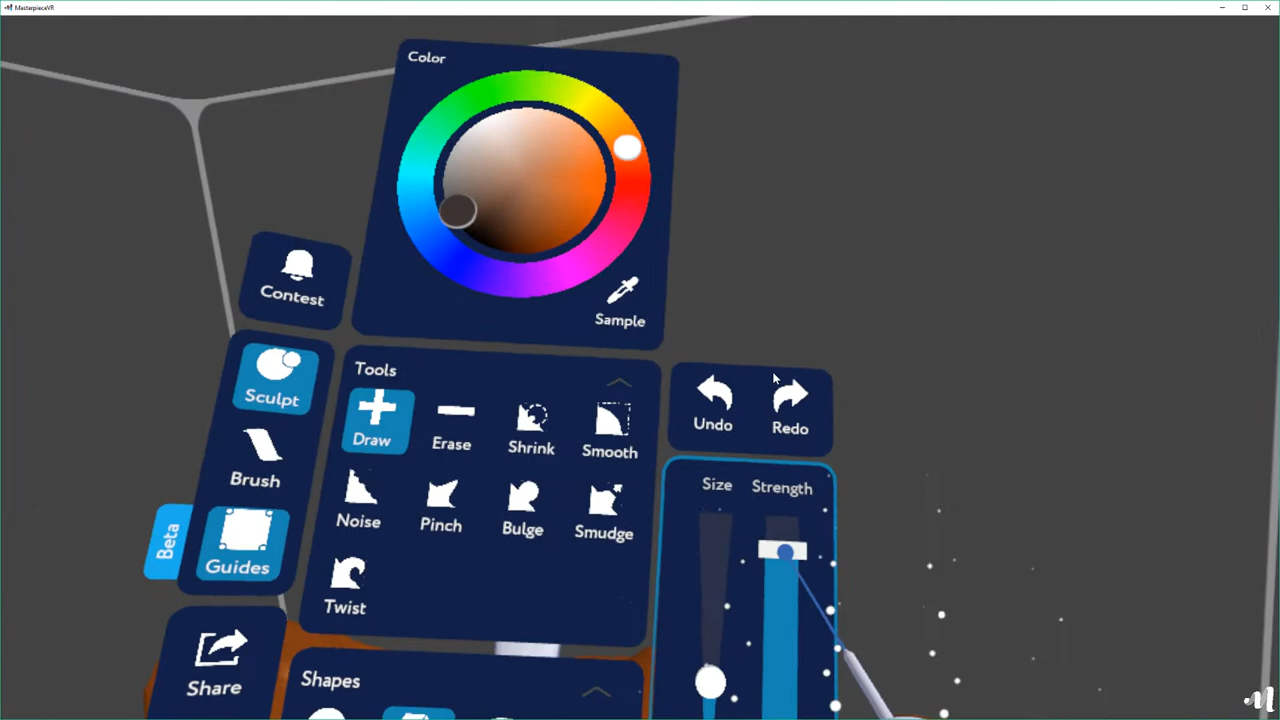 MasterpieceVR
Color
Sample
Contest
Sculpt
Brush
Guides
Beta
Share
Tools
Draw
Erase
Shrink
Smooth
Noise
Pinch
Bulge
Smudge
Twist
Undo
Redo
Size
Strength
Shapes